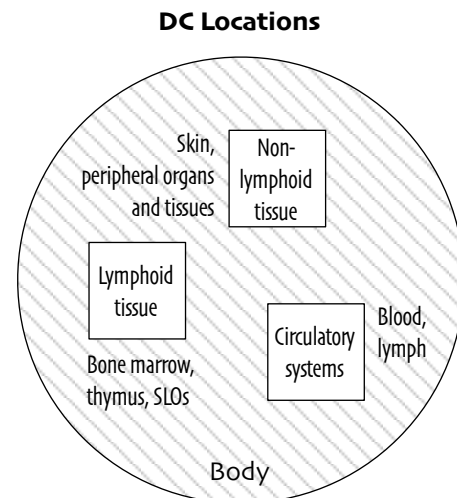 DC Locations
Skin,
peripheral organs
and tissues
Non-
lymphoid
tissue
Lymphoid
tissue
Bone marrow,
thymus, SLOs
Circulatory
systems
Blood,
lymph
Body